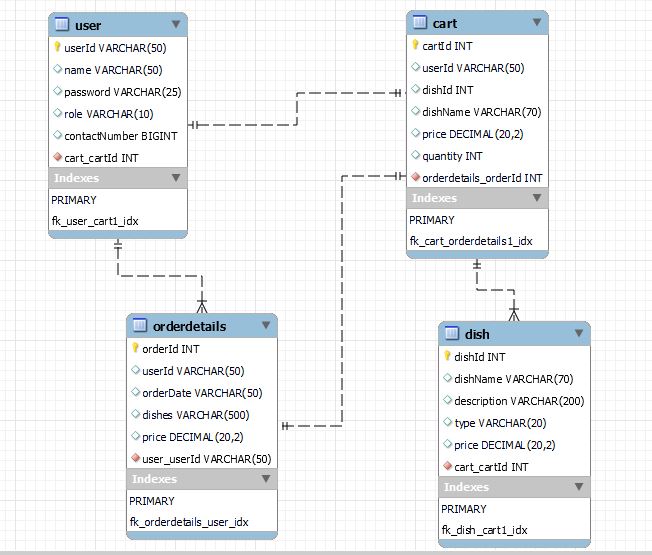 user
userId VARCHAR(50)
name VARCHAR(50)
password VARCHAR(25)
role VARCHAR(10)
contactNumber BIGINT
cart_cartId INT
Indexes
PRIMARY
fk_user_cart1_idx
cart
cartId INT
userId VARCHAR(50)
dishId INT
dishName VARCHAR(70)
price DECIMAL(20,2)
quantity INT
orderdetails_orderId INT
Indexes
PRIMARY
fk_cart_orderdetails1_idx
orderdetails
orderId INT
userId VARCHAR(50)
orderDate VARCHAR(50)
dishes VARCHAR(500)
price DECIMAL(20,2)
user_userId VARCHAR(50)
Indexes
PRIMARY
fk_orderdetails_user_idx
dish
dishId INT
dishName VARCHAR(70)
description VARCHAR(200)
type VARCHAR(20)
price DECIMAL(20,2)
cart_cartId INT
Indexes
PRIMARY
fk_dish_cart1_idx